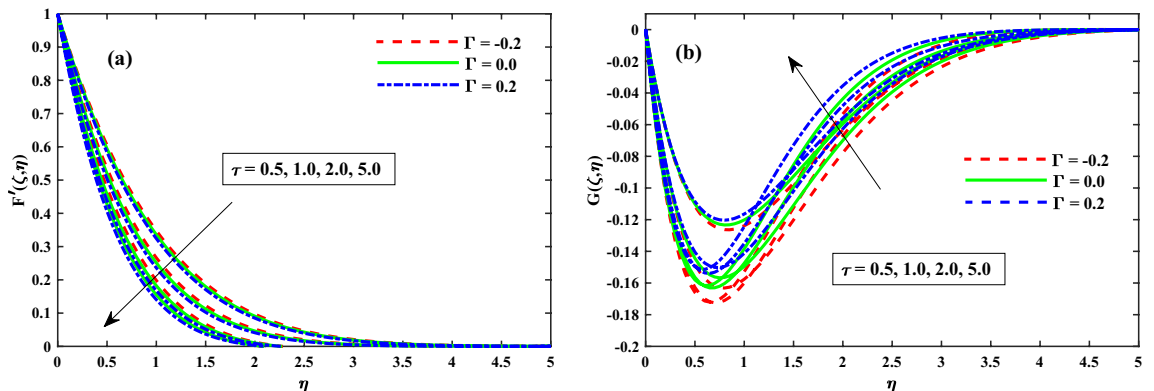 (a)
Γ = -0.2
Γ = 0.0
Γ = 0.2
τ = 0.5, 1.0, 2.0, 5.0
F′(ζ,η)
1
0.9
0.8
0.7
0.6
0.5
0.4
0.3
0.2
0.1
0
0 0.5 1 1.5 2 2.5 3 3.5 4 4.5 5
η
(b)
Γ = -0.2
Γ = 0.0
Γ = 0.2
τ = 0.5, 1.0, 2.0, 5.0
G(ζ,η)
0
-0.02
-0.04
-0.06
-0.08
-0.1
-0.12
-0.14
-0.16
-0.18
-0.2
0 0.5 1 1.5 2 2.5 3 3.5 4 4.5 5
η